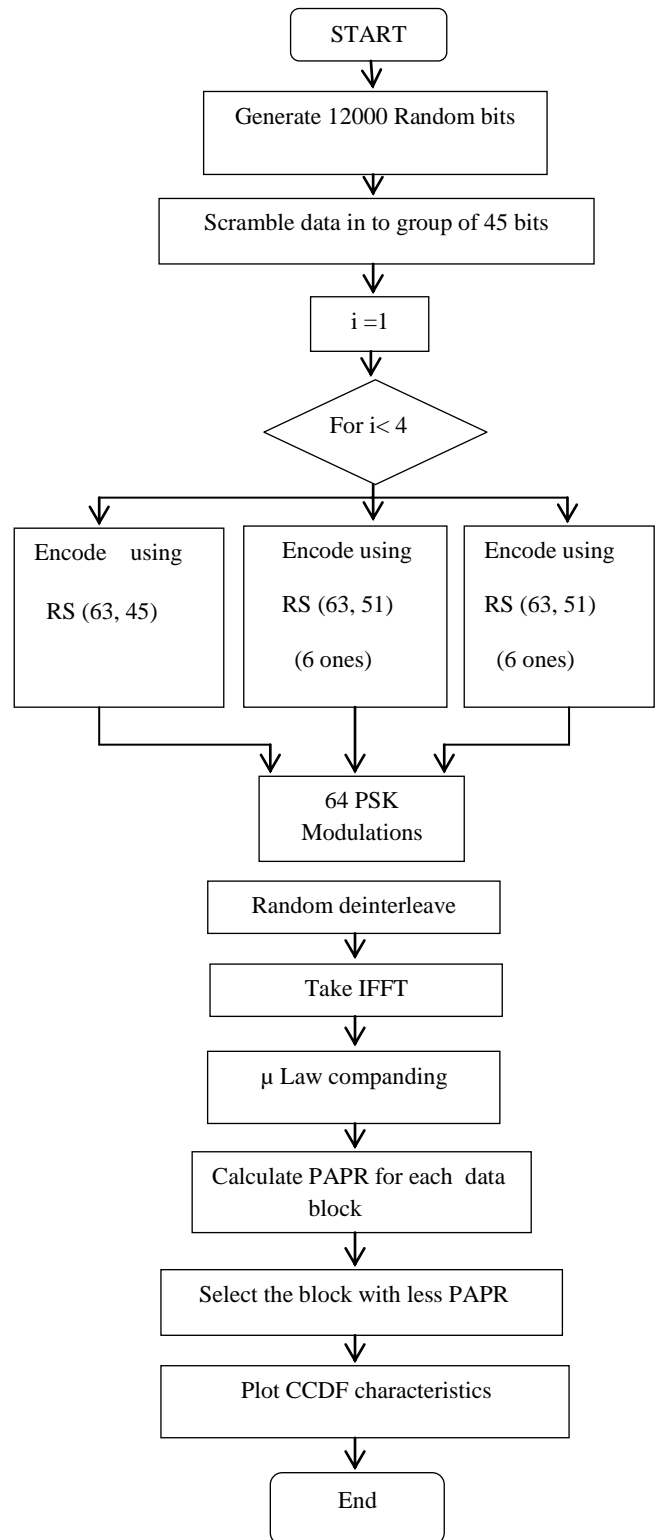 START
Generate 12000 Random bits
Scramble data in to group of 45 bits
i =1
For i< 4
Encode using
RS (63, 45)
Encode using
RS (63, 51)
(6 ones)
Encode using
RS (63, 51)
(6 ones)
64 PSK
Modulations
Random deinterleave
Take IFFT
µ Law companding
Calculate PAPR for each data
block
Select the block with less PAPR
Plot CCDF characteristics
End